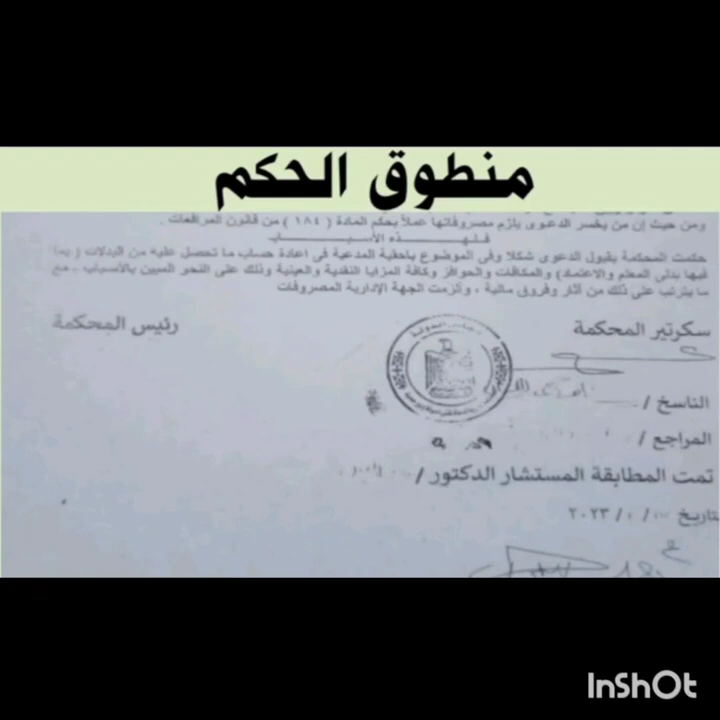 منطوق الحكم
ومن حيث إن من يخسر الدعوى يلزم مصروفاتها عملاً بحكم المادة ( ١٨٤ ) من قانون المرافعات .
فلهذه الأسباب
حكمت المحكمة بقبول الدعوى شكلا وفى الموضوع بأحقية المدعية فى اعادة حساب ما تحصل عليه من البدلات ( بما
فيها بدلى المعلم والاعتماد) والمكافآت والحوافز وكافة المزايا النقدية والعينية وذلك على النحو المبين بالأسباب ، مع
ما يترتب على ذلك من آثار وفروق مالية ، وألزمت الجهة الإدارية المصروفات
سكرتير المحكمة
رئيس المحكمة
الناسخ /
المراجع /
تمت المطابقة المستشار الدكتور /
بتاريخ / / ٢٠٢٣
InShOt